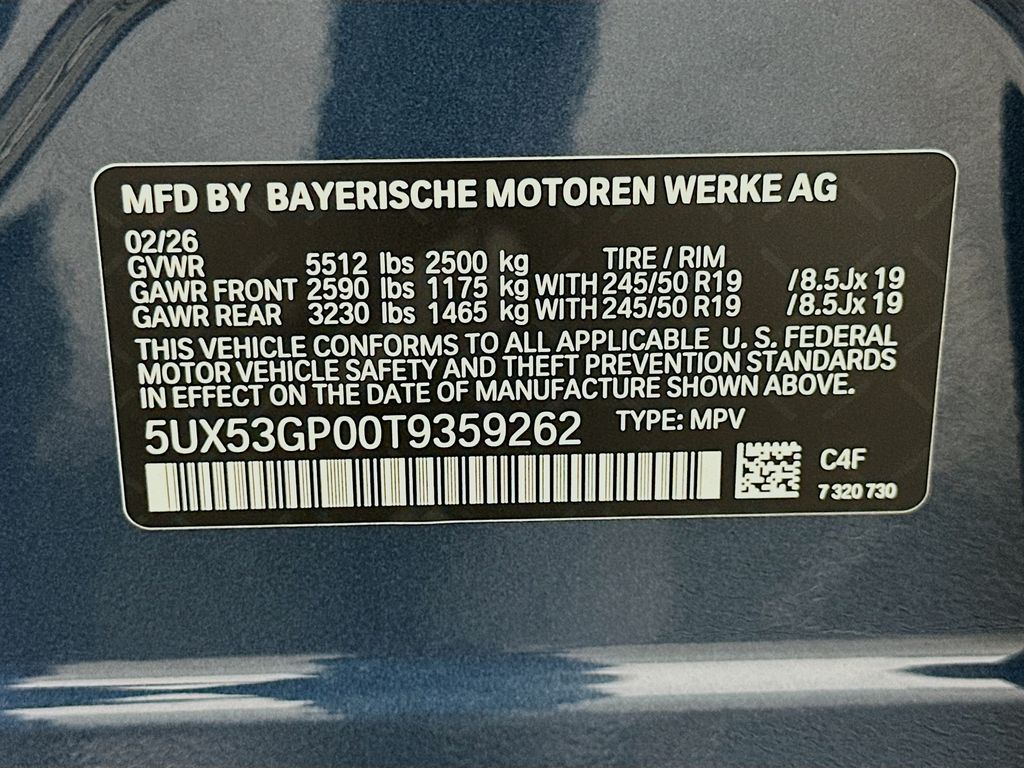 MFD BY BAYERISCHE MOTOREN WERKE AG
02/26
GVWR 5512 lbs 2500 kg TIRE / RIM
GAWR FRONT 2590 lbs 1175 kg WITH 245/50 R19 /8.5Jx 19
GAWR REAR 3230 lbs 1465 kg WITH 245/50 R19 /8.5Jx 19
THIS VEHICLE CONFORMS TO ALL APPLICABLE U. S. FEDERAL
MOTOR VEHICLE SAFETY AND THEFT PREVENTION STANDARDS
IN EFFECT ON THE DATE OF MANUFACTURE SHOWN ABOVE.
5UX53GP00T9359262 TYPE: MPV
C4F
7 320 730